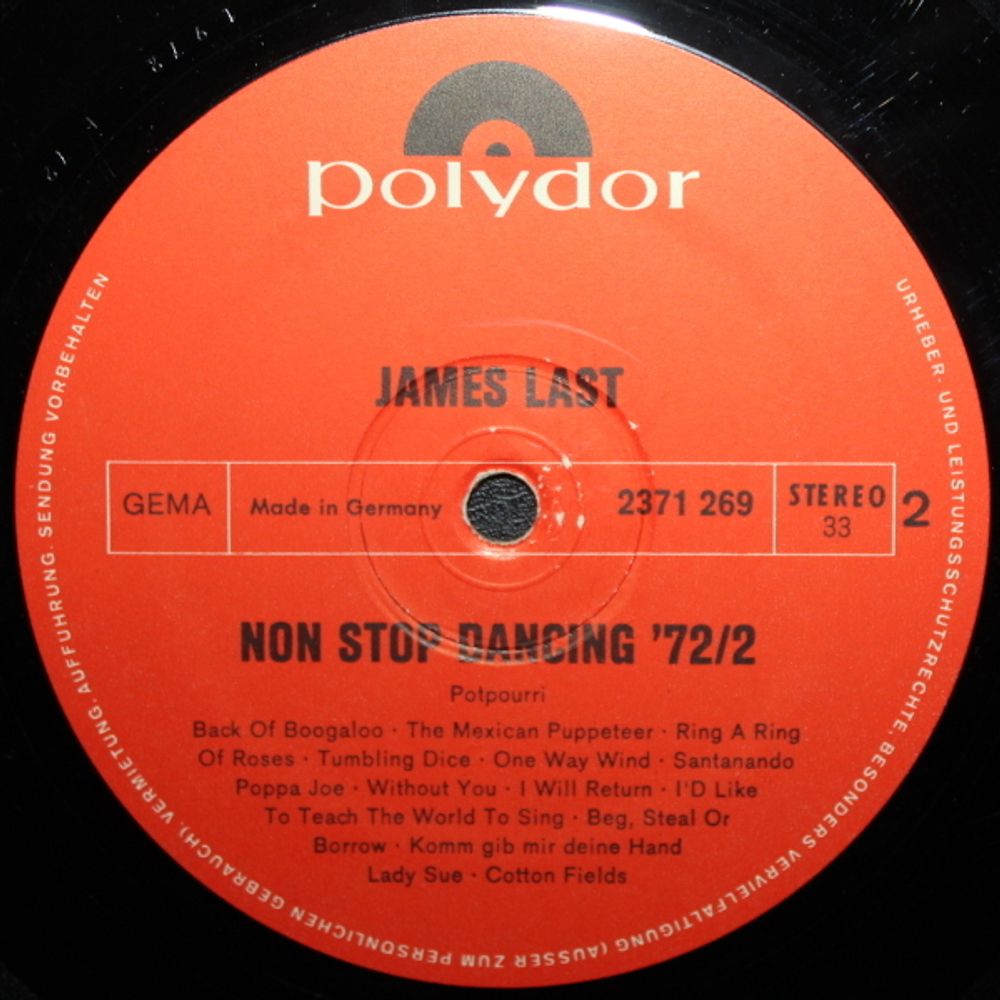 polydor
JAMES LAST
GEMA
Made in Germany
2371 269
STEREO
33
2
NON STOP DANCING '72/2
Potpourri
Back Of Boogaloo · The Mexican Puppeteer · Ring A Ring
Of Roses · Tumbling Dice · One Way Wind · Santanando
Poppa Joe · Without You · I Will Return · I'D Like
To Teach The World To Sing · Beg, Steal Or
Borrow · Komm gib mir deine Hand
Lady Sue · Cotton Fields
URHEBER- UND LEISTUNGSSCHUTZRECHTE, BESONDERS VERVIELFÄLTIGUNG (AUSSER ZUM PERSÖNLICHEN GEBRAUCH), VERMIETUNG, AUFFÜHRUNG, SENDUNG VORBEHALTEN